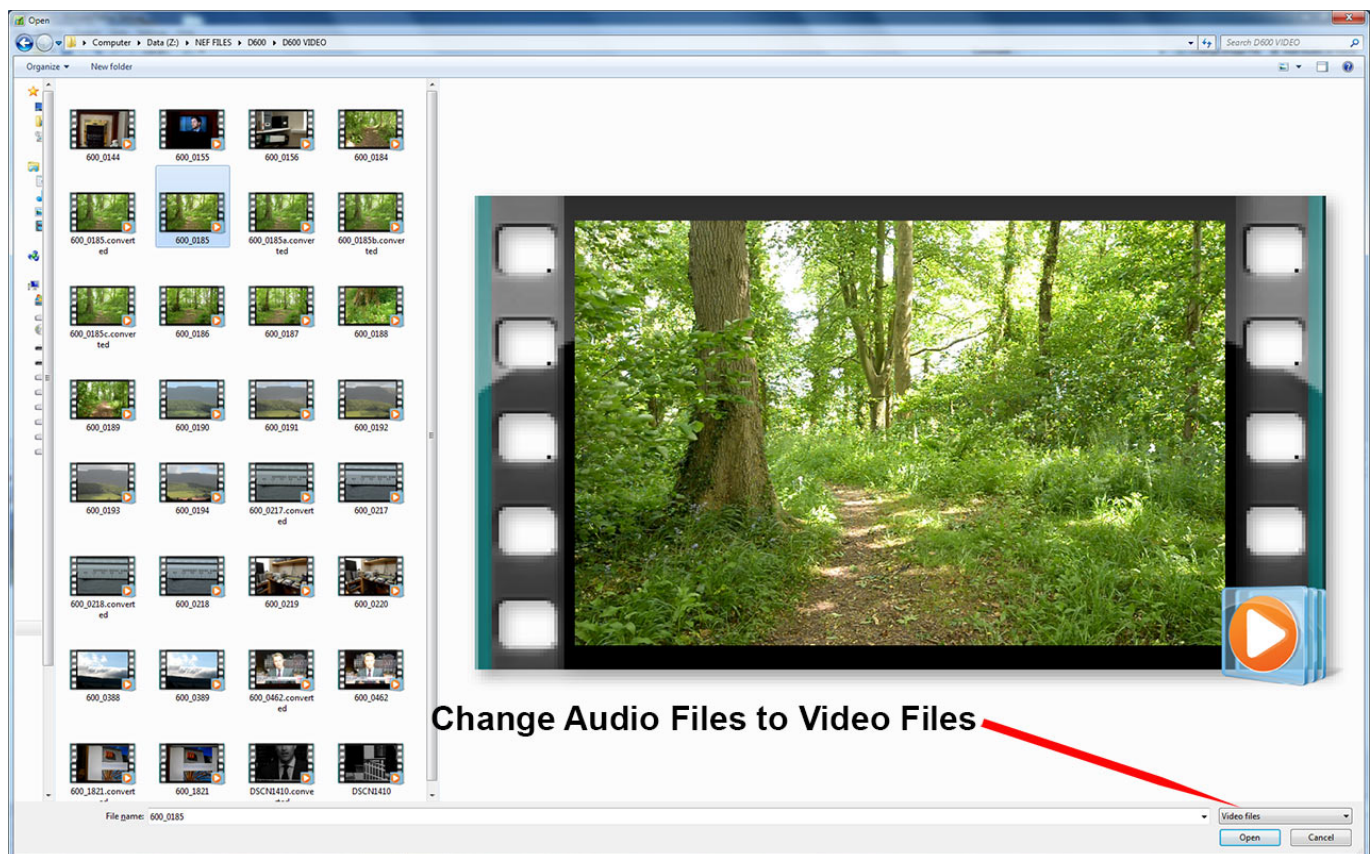 Open
Computer ▸ Data (Z:) ▸ NEF FILES ▸ D600 ▸ D600 VIDEO
Search D600 VIDEO
Organize
New folder
600_0144 600_0155 600_0156 600_0184
600_0185.convert 600_0185 600_0185a.conver 600_0185b.conver
ed ted ted
600_0185c.conver 600_0186 600_0187 600_0188
ted
600_0189 600_0190 600_0191 600_0192
600_0193 600_0194 600_0217.convert 600_0217
ed
600_0218.convert 600_0218 600_0219 600_0220
ed
600_0388 600_0389 600_0462.convert 600_0462
ed
Change Audio Files to Video Files
600_1821.convert 600_1821 DSCN1410.conve DSCN1410
File name: 600_0185
Video files
Open Cancel